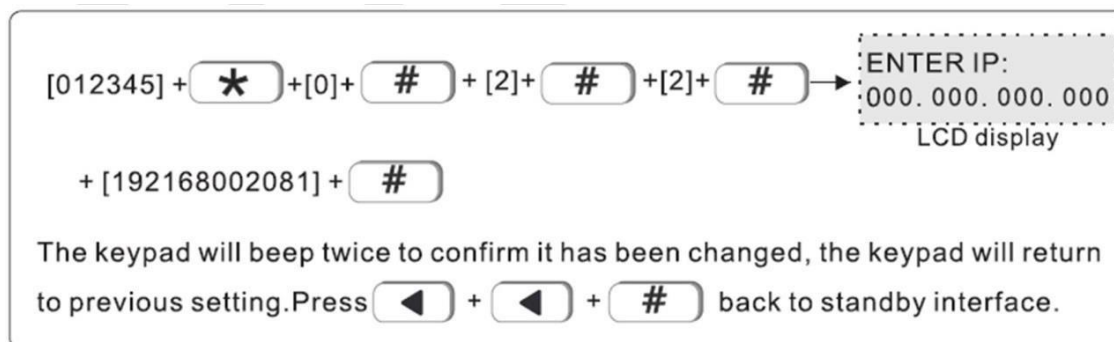 [012345] + * +[0]+ # + [2]+ # +[2]+ # → ENTER IP:
000. 000. 000. 000
LCD display
+ [192168002081] + #
The keypad will beep twice to confirm it has been changed, the keypad will return
to previous setting.Press ◀ + ◀ + # back to standby interface.